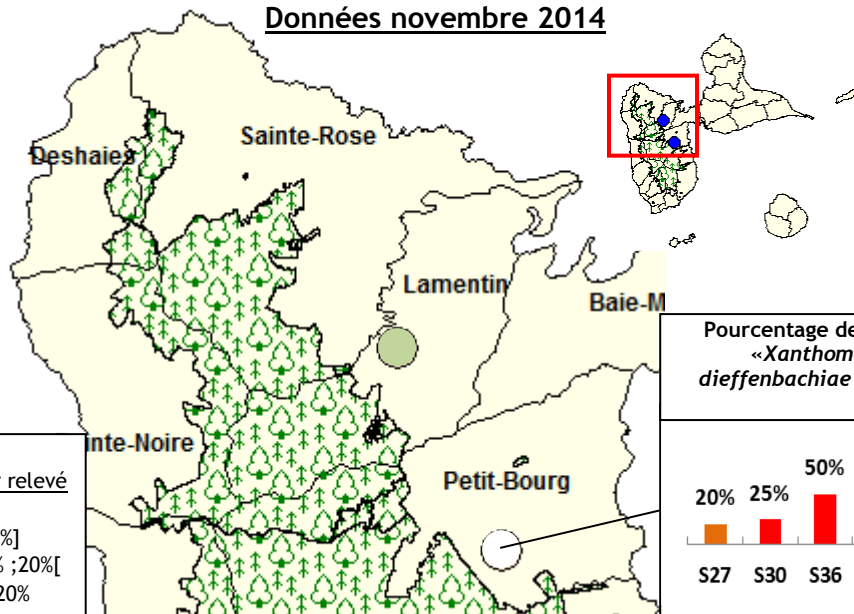 Données novembre 2014
Deshaies
Sainte-Rose
Lamentin
Baie-M
nte-Noire
Petit-Bourg
relevé
%]
% ;20%[
20%
Pourcentage de
«Xanthom
dieffenbachiae
20% 25% 50%
S27 S30 S36